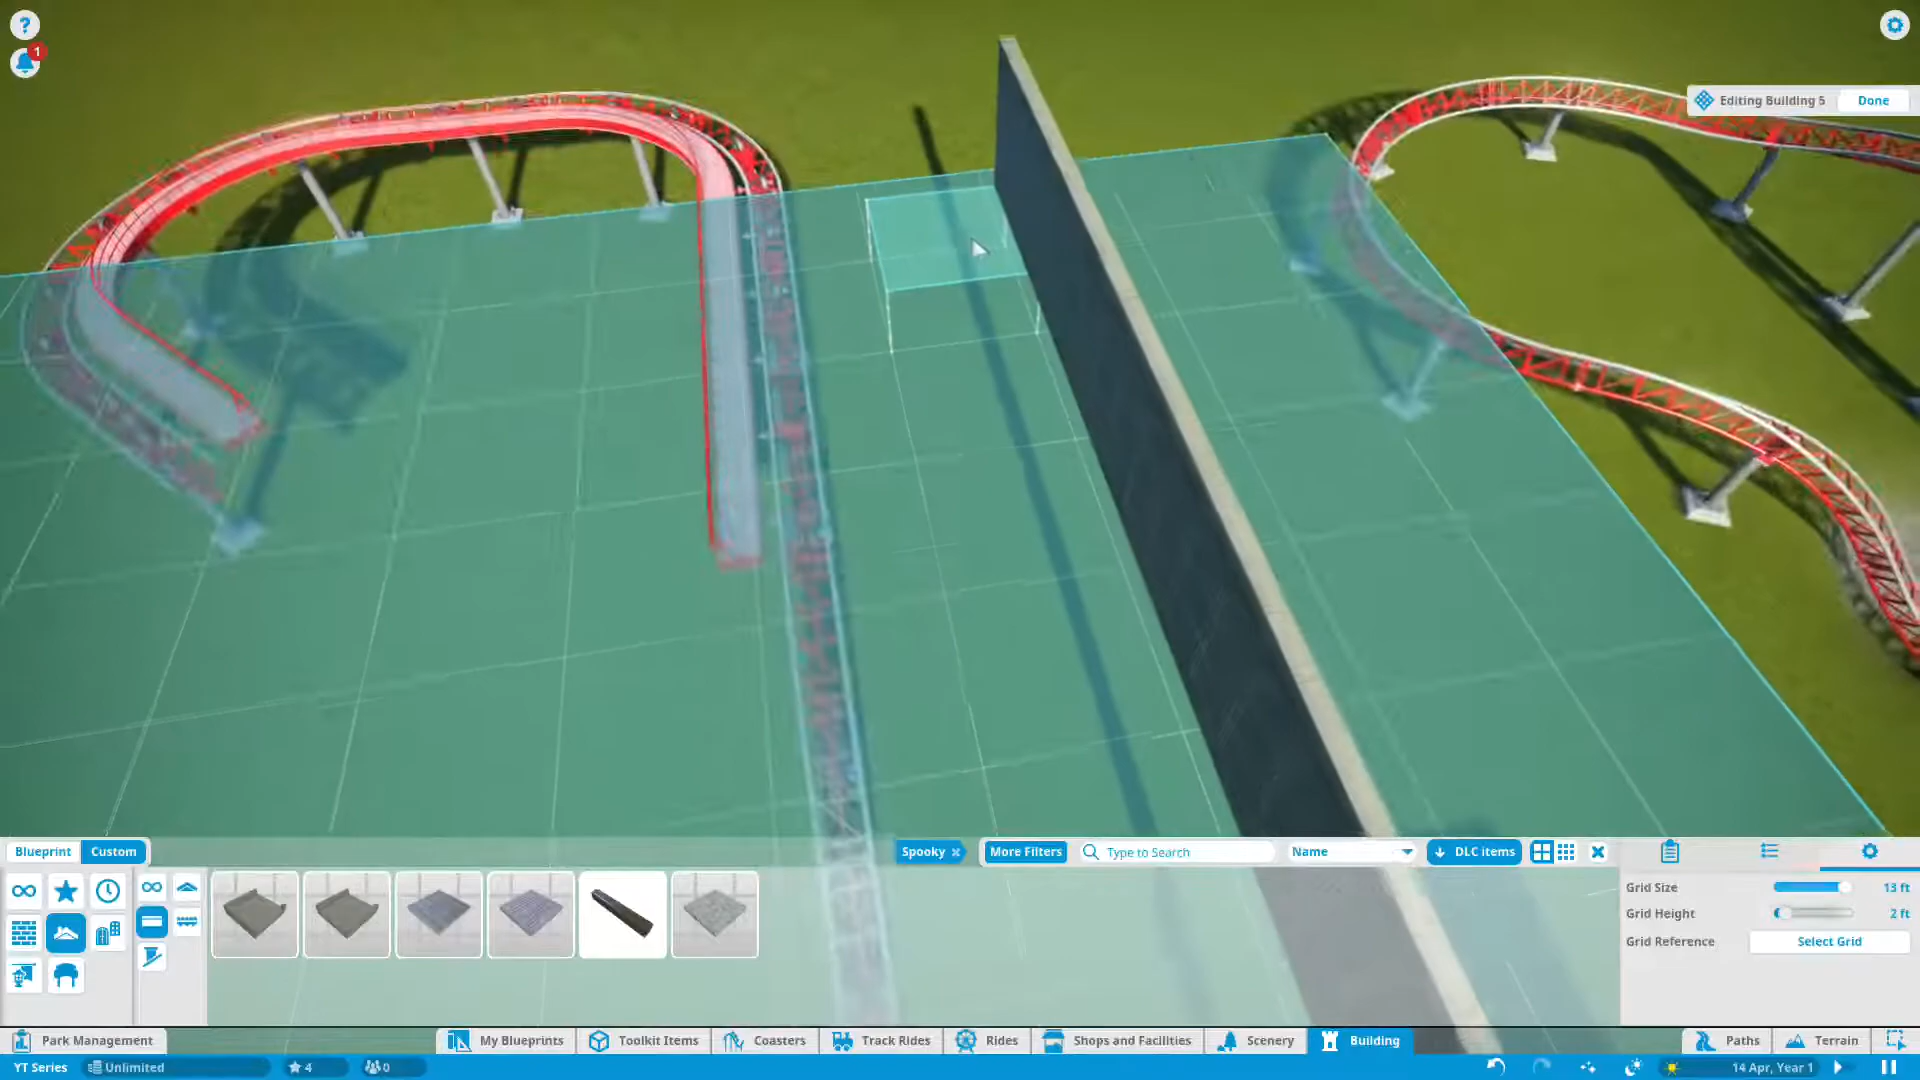 ?
1
Editing Building 5 Done
Blueprint Custom
Spooky × More Filters Type to Search Name DLC items
Grid Size 13 ft
Grid Height 2 ft
Grid Reference Select Grid
Park Management My Blueprints Toolkit Items Coasters Track Rides Rides Shops and Facilities Scenery Building Paths Terrain
YT Series Unlimited 4 0 14 Apr, Year 1